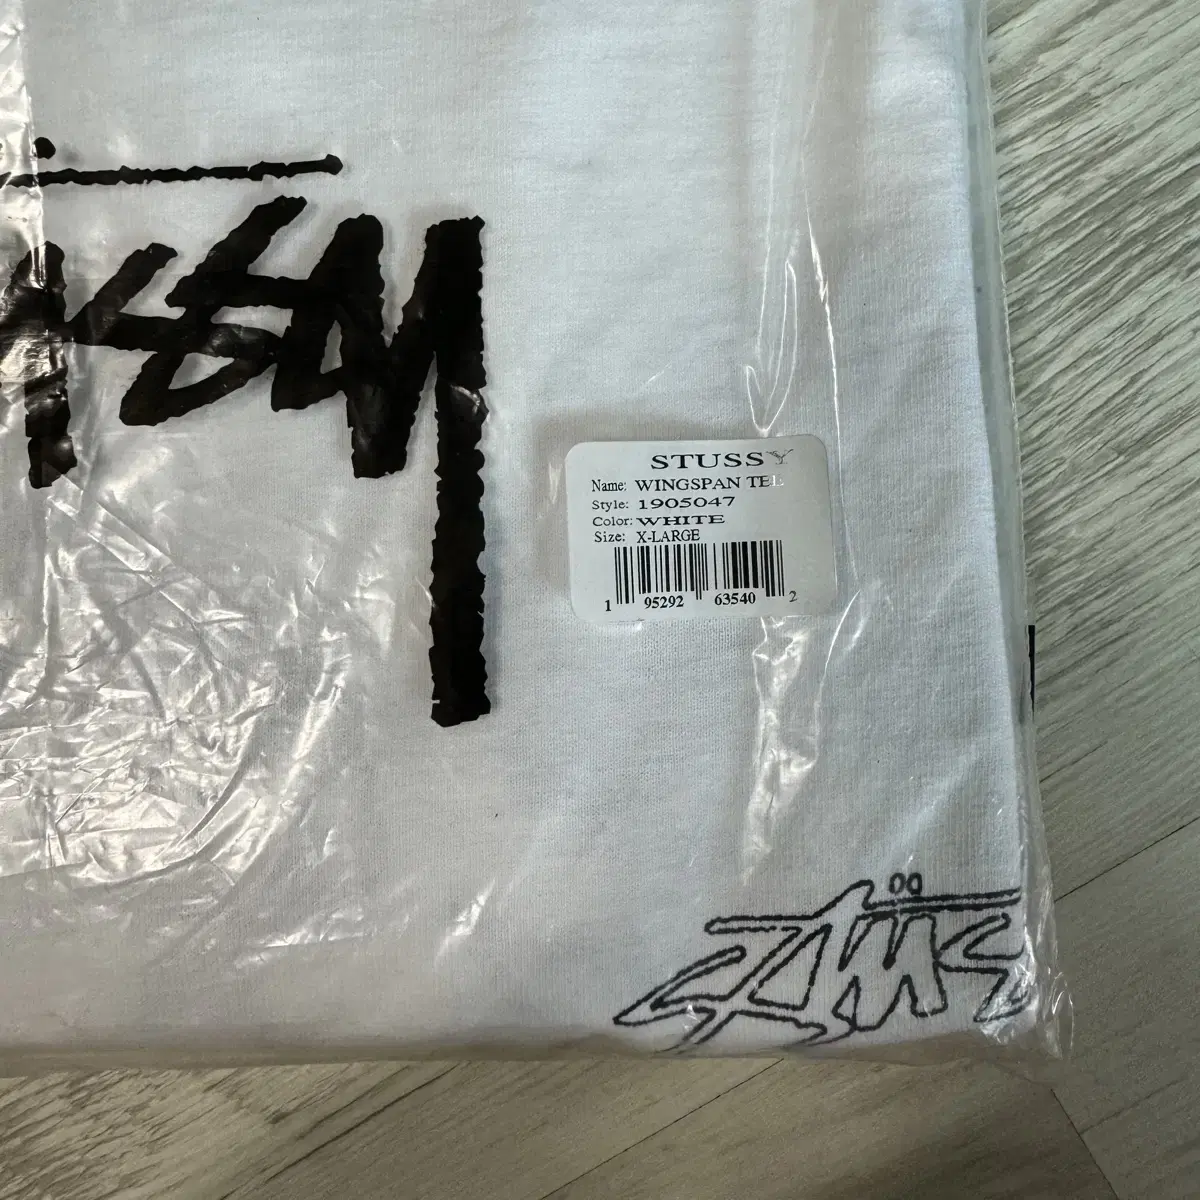 STUSSY
Name: WINGSPAN TEE
Style: 1905047
Color: WHITE
Size: X-LARGE
1 95292 63540 2